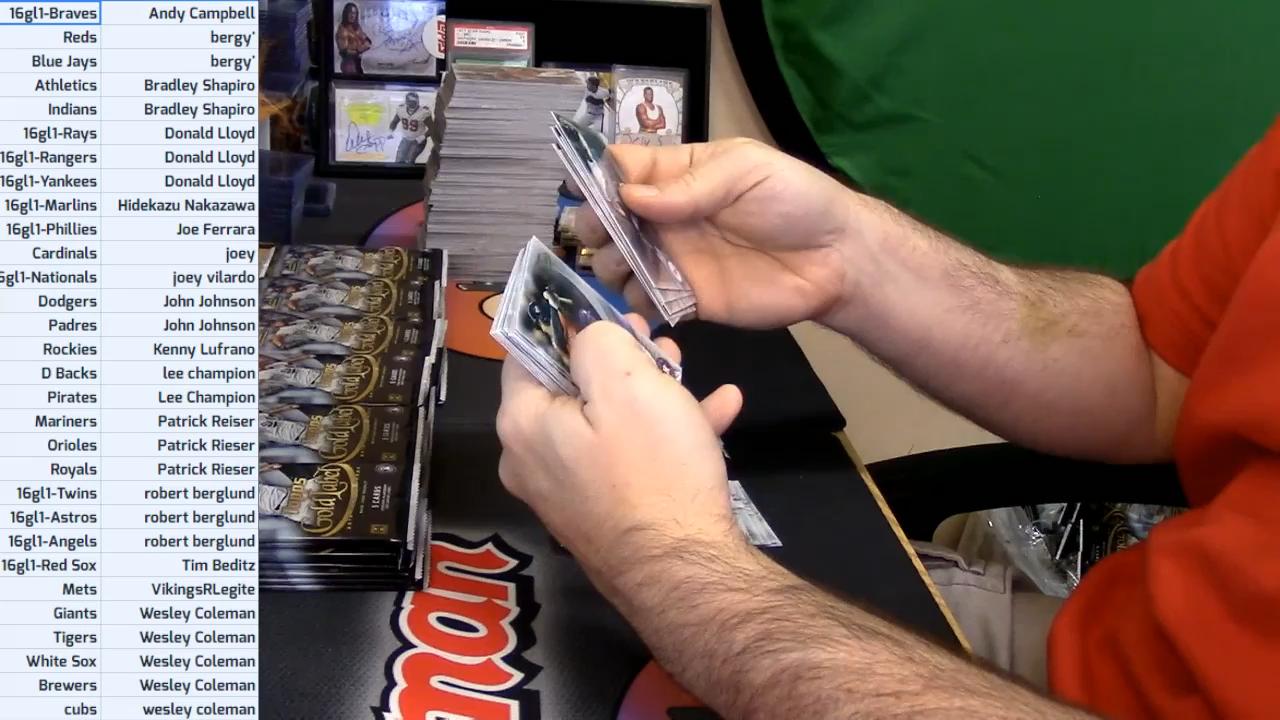 16gl1-Braves Andy Campbell
Reds bergy'
Blue Jays bergy'
Athletics Bradley Shapiro
Indians Bradley Shapiro
16gl1-Rays Donald Lloyd
16gl1-Rangers Donald Lloyd
16gl1-Yankees Donald Lloyd
16gl1-Marlins Hidekazu Nakazawa
16gl1-Phillies Joe Ferrara
Cardinals joey
6gl1-Nationals joey vilardo
Dodgers John Johnson
Padres John Johnson
Rockies Kenny Lufrano
D Backs lee champion
Pirates Lee Champion
Mariners Patrick Reiser
Orioles Patrick Rieser
Royals Patrick Rieser
16gl1-Twins robert berglund
16gl1-Astros robert berglund
16gl1-Angels robert berglund
16gl1-Red Sox Tim Beditz
Mets VikingsRLegite
Giants Wesley Coleman
Tigers Wesley Coleman
White Sox Wesley Coleman
Brewers Wesley Coleman
cubs wesley coleman
Gold Label
5 CARDS
man